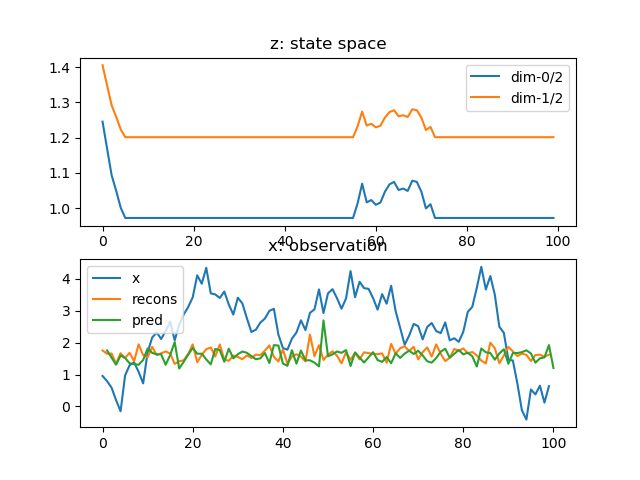 z: state space
1.4
1.3
1.2
1.1
1.0
dim-0/2
dim-1/2
0 20 40 60 80 100
x: observation
4
3
2
1
0
x
recons
pred
0 20 40 60 80 100